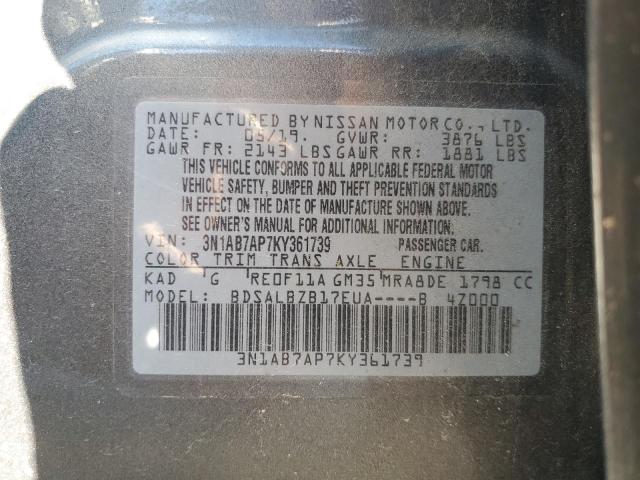 MANUFACTURED BY NISSAN MOTOR CO., LTD.
DATE: 05/19. GVWR: 3876 LBS
GAWR FR: 2143 LBS GAWR RR: 1881 LBS
THIS VEHICLE CONFORMS TO ALL APPLICABLE FEDERAL MOTOR
VEHICLE SAFETY, BUMPER AND THEFT PREVENTION STANDARDS
IN EFFECT ON THE DATE OF MANUFACTURE SHOWN ABOVE.
SEE OWNER'S MANUAL FOR ADDITIONAL INFORMATION.
VIN: 3N1AB7AP7KY361739 PASSENGER CAR.
COLOR TRIM TRANS AXLE ENGINE
KAD G RE0F11A GM35 MRA8DE 1798 CC
MODEL: BDSALBZB17EUA----B 4Z000
3N1AB7AP7KY361739